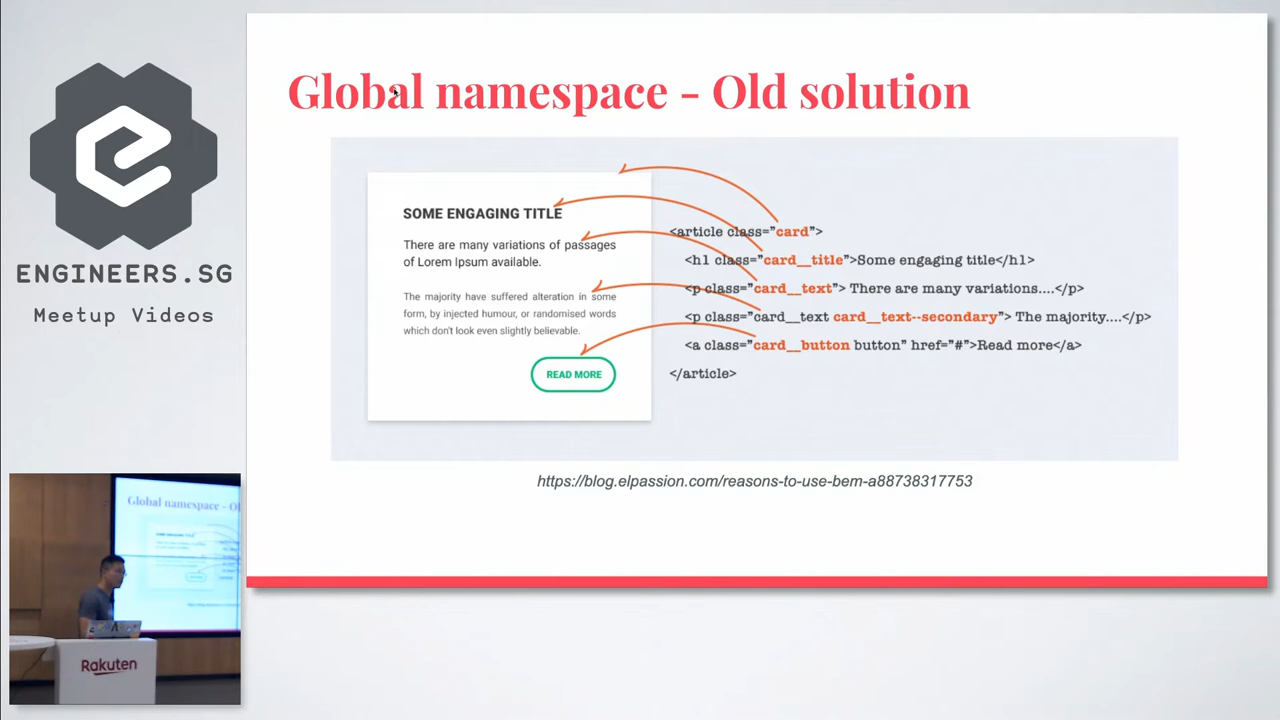 ENGINEERS.SG
Meetup Videos
Global namespace - Old solution
SOME ENGAGING TITLE
There are many variations of passages
of Lorem Ipsum available.
The majority have suffered alteration in some
form, by injected humour, or randomised words
which don't look even slightly believable.
READ MORE
<article class="card">
<h1 class="card__title">Some engaging title</h1>
<p class="card__text"> There are many variations....</p>
<p class="card__text card__text--secondary"> The majority....</p>
<a class="card__button button" href="#">Read more</a>
</article>
https://blog.elpassion.com/reasons-to-use-bem-a88738317753
Global namespace - Ol
Rakuten